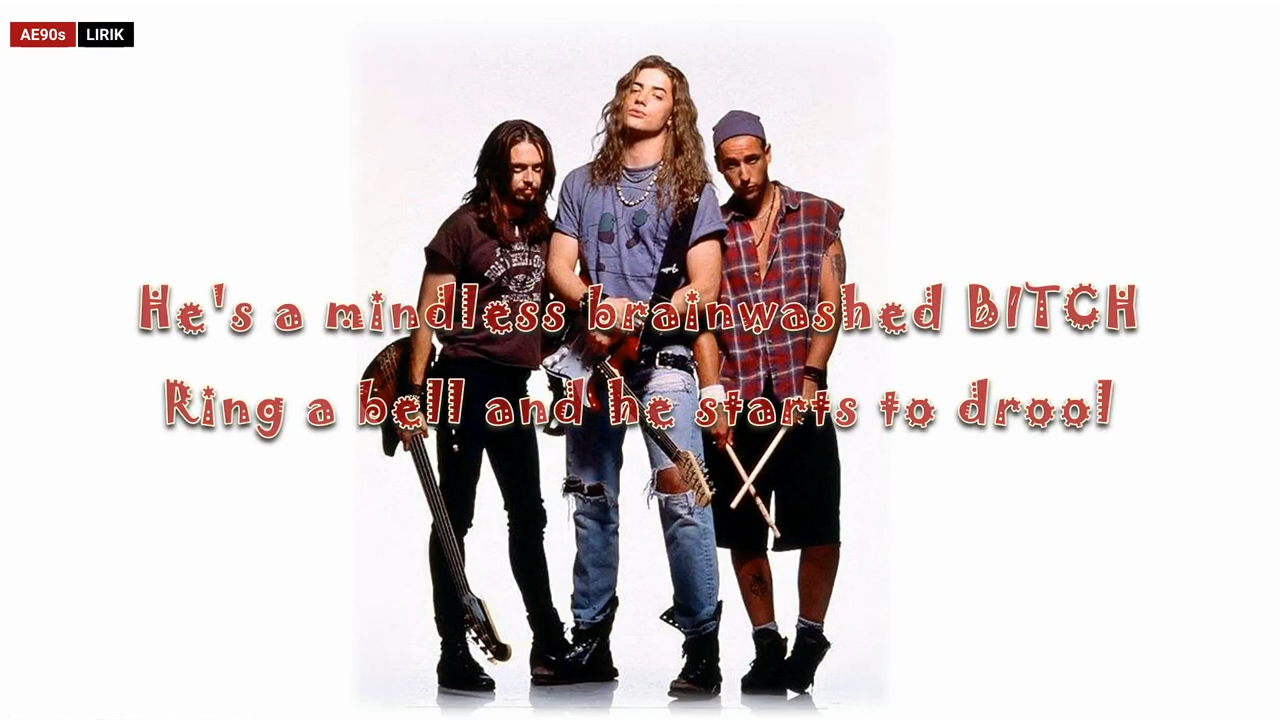 AE90s LIRIK
He's a mindless brainwashed BITCH
Ring a bell and he starts to drool